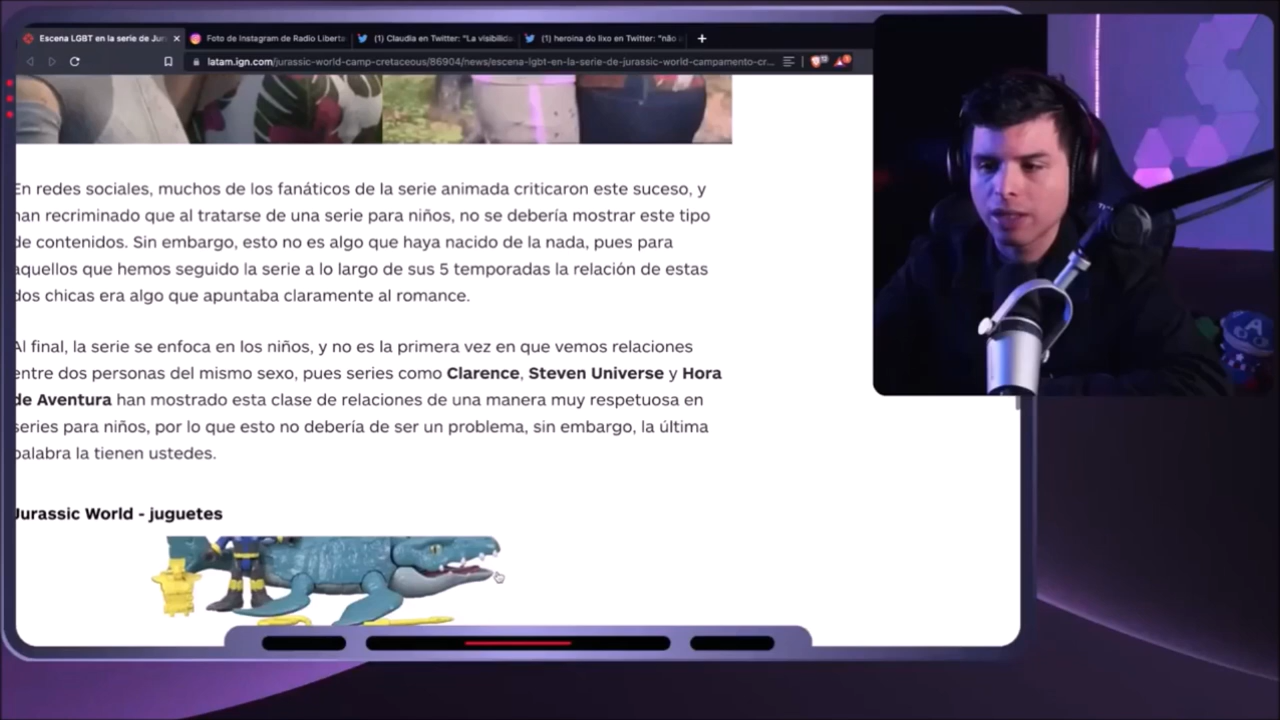 Escena LGBT en la serie de Jur
Foto de Instagram de Radio Liberta
(1) Claudia en Twitter: "La visibilida
(1) heroina do lixo en Twitter: "não a
latam.ign.com/jurassic-world-camp-cretaceous/86904/news/escena-lgbt-en-la-serie-de-jurassic-world-campamento-cr...
En redes sociales, muchos de los fanáticos de la serie animada criticaron este suceso, y
han recriminado que al tratarse de una serie para niños, no se debería mostrar este tipo
de contenidos. Sin embargo, esto no es algo que haya nacido de la nada, pues para
aquellos que hemos seguido la serie a lo largo de sus 5 temporadas la relación de estas
dos chicas era algo que apuntaba claramente al romance.
Al final, la serie se enfoca en los niños, y no es la primera vez en que vemos relaciones
entre dos personas del mismo sexo, pues series como Clarence, Steven Universe y Hora
de Aventura han mostrado esta clase de relaciones de una manera muy respetuosa en
series para niños, por lo que esto no debería de ser un problema, sin embargo, la última
palabra la tienen ustedes.
Jurassic World - juguetes